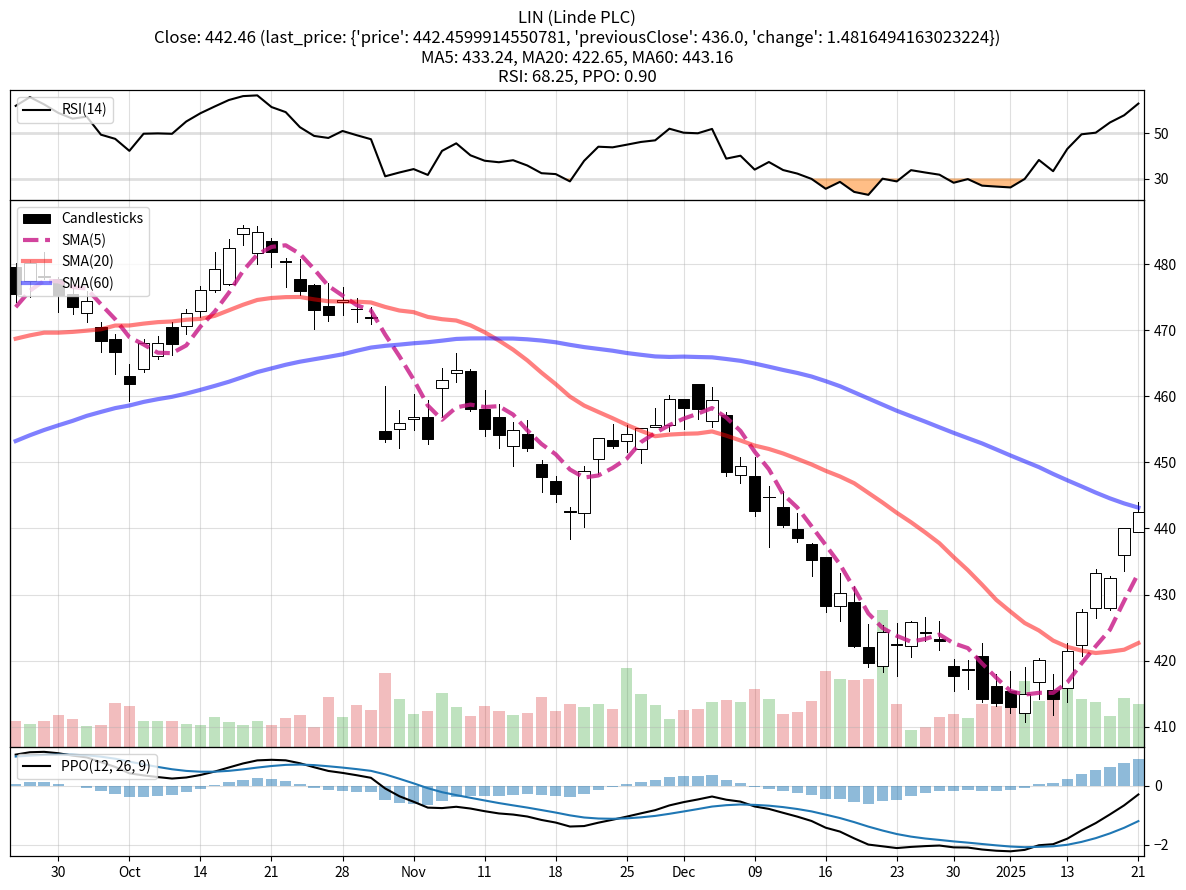 LIN (Linde PLC)
Close: 442.46 (last_price: {'price': 442.4599914550781, 'previousClose': 436.0, 'change': 1.4816494163023224})
MA5: 433.24, MA20: 422.65, MA60: 443.16
RSI: 68.25, PPO: 0.90
RSI(14)
50
30
Candlesticks
SMA(5)
SMA(20)
SMA(60)
480
470
460
450
440
430
420
410
PPO(12, 26, 9)
0
−2
30 Oct 14 21 28 Nov 11 18 25 Dec 09 16 23 30 2025 13 21